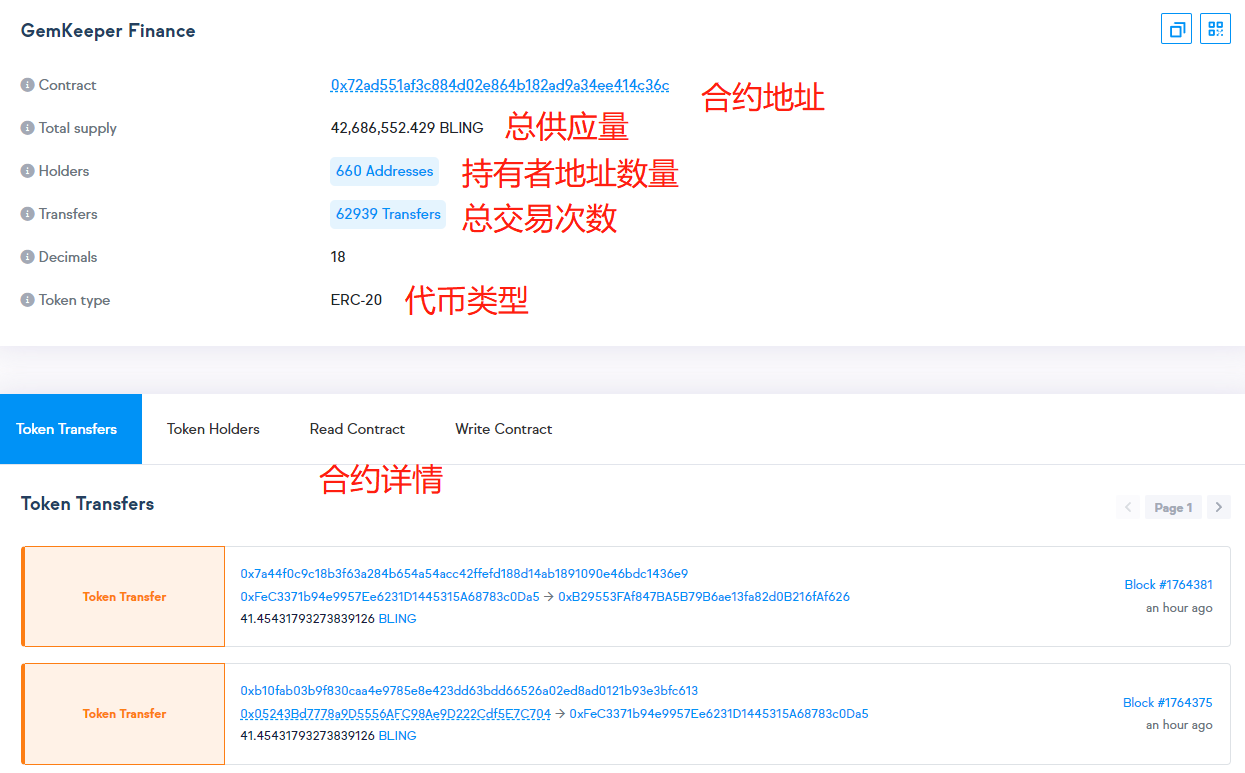 GemKeeper Finance
Contract 0x72ad551af3c884d02e864b182ad9a34ee414c36c 合约地址
Total supply 42,686,552.429 BLING 总供应量
Holders 660 Addresses 持有者地址数量
Transfers 62939 Transfers 总交易次数
Decimals 18
Token type ERC-20 代币类型
Token Transfers Token Holders Read Contract Write Contract
合约详情
Token Transfers Page 1
0x7a44f0c9c18b3f63a284b654a54acc42ffefd188d14ab1891090e46bdc1436e9
Token Transfer 0xFeC3371b94e9957Ee6231D1445315A68783c0Da5 → 0xB29553FAf847BA5B79B6ae13fa82d0B216fAf626 Block #1764381
41.45431793273839126 BLING an hour ago
0xb10fab03b9f830caa4e9785e8e423dd63bdd66526a02ed8ad0121b93e3bfc613
Token Transfer 0x05243Bd7778a9D5556AFC98Ae9D222Cdf5E7C704 → 0xFeC3371b94e9957Ee6231D1445315A68783c0Da5 Block #1764375
41.45431793273839126 BLING an hour ago